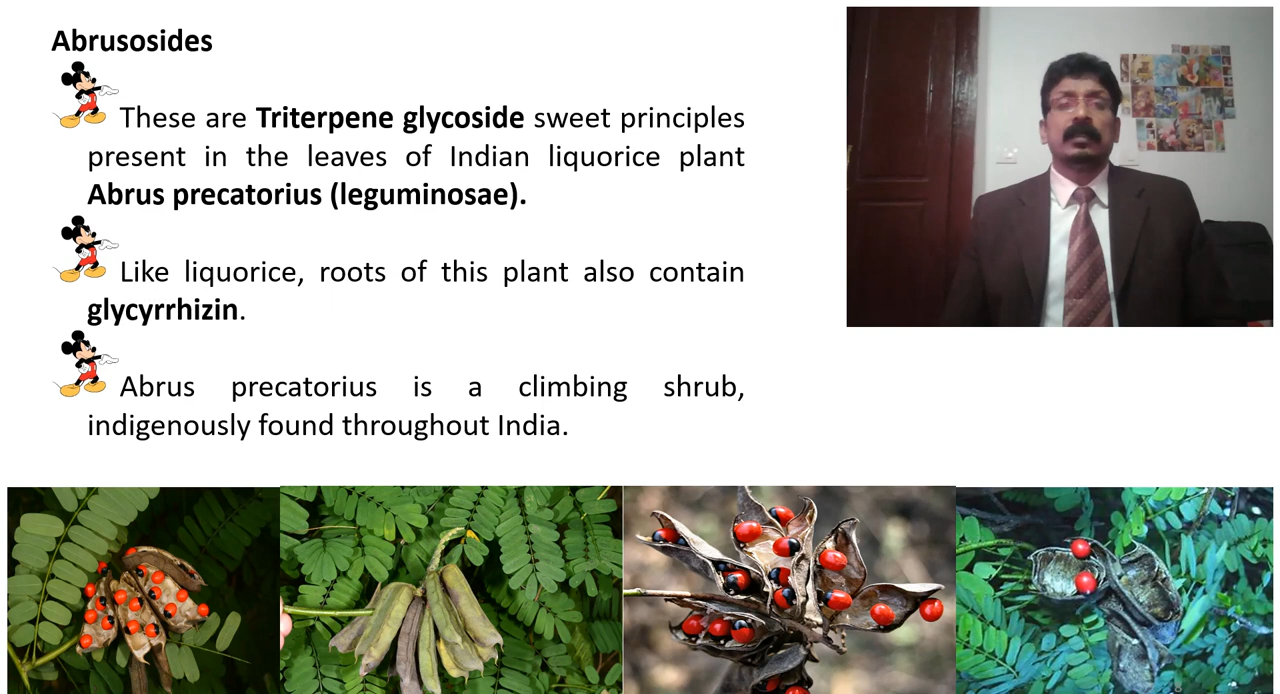 Abrusosides
These are Triterpene glycoside sweet principles
present in the leaves of Indian liquorice plant
Abrus precatorius (leguminosae).
Like liquorice, roots of this plant also contain
glycyrrhizin.
Abrus precatorius is a climbing shrub,
indigenously found throughout India.